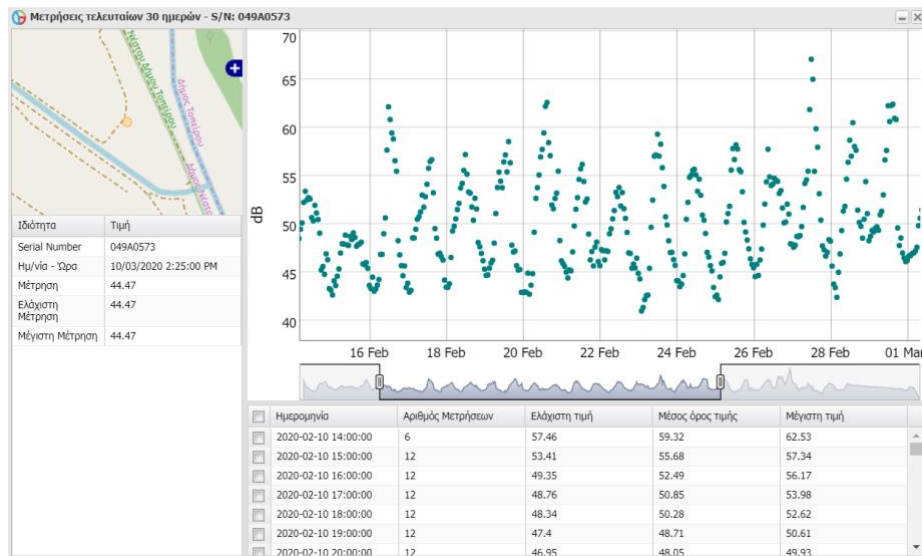 Μετρήσεις τελευταίων 30 ημερών - S/N: 049A0573
Νέστου Δήμου Τοπείρου
Δήμος Τοπείρου
Ιδιότητα Τιμή
Serial Number 049A0573
Ημ/νία - Ώρα 10/03/2020 2:25:00 PM
Μέτρηση 44.47
Ελάχιστη
Μέτρηση 44.47
Μέγιστη Μέτρηση 44.47
dB
70
65
60
55
50
45
40
16 Feb 18 Feb 20 Feb 22 Feb 24 Feb 26 Feb 28 Feb 01 Mar
Ημερομηνία Αριθμός Μετρήσεων Ελάχιστη τιμή Μέσος όρος τιμής Μέγιστη τιμή
2020-02-10 14:00:00 6 57.46 59.32 62.53
2020-02-10 15:00:00 12 53.41 55.68 57.34
2020-02-10 16:00:00 12 49.35 52.49 56.17
2020-02-10 17:00:00 12 48.76 50.85 53.98
2020-02-10 18:00:00 12 48.34 50.28 52.62
2020-02-10 19:00:00 12 47.4 48.71 50.61
2020-02-10 20:00:00 12 46.95 48.05 49.93